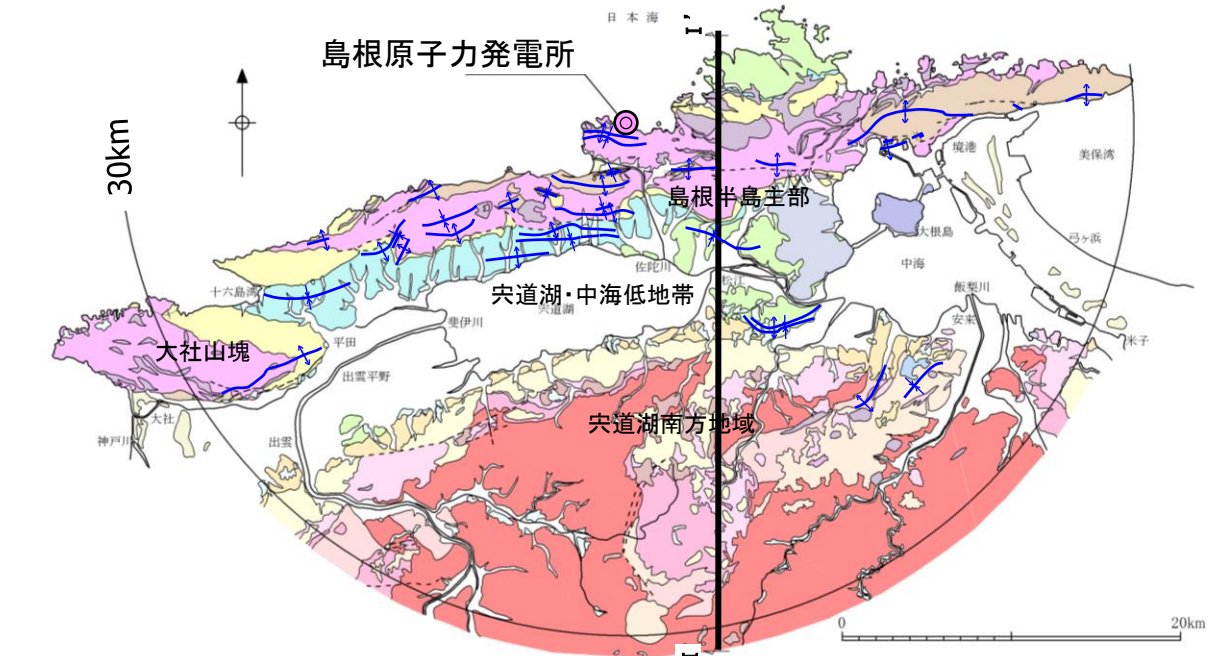 日本海
I'
島根原子力発電所
30km
境港
美保湾
島根半島主部
大根島
弓ヶ浜
佐陀川
中海
十六島湾
松江
飯梨川
宍道湖・中海低地帯
宍道湖
斐伊川
安来
米子
平田
大社山塊
出雲平野
大社
宍道湖南方地域
神戸川
出雲
0
20km
I